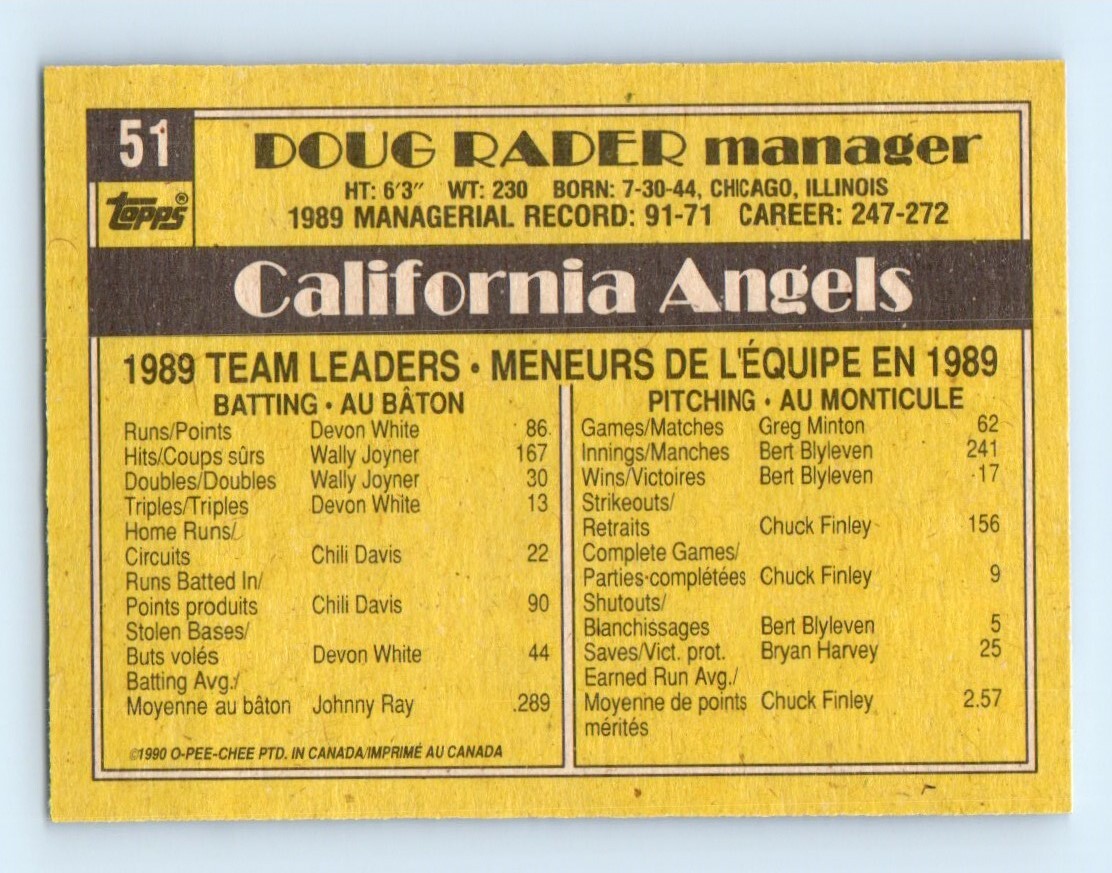 51
topps®
DOUG RADER manager
HT: 6'3" WT: 230 BORN: 7-30-44, CHICAGO, ILLINOIS
1989 MANAGERIAL RECORD: 91-71 CAREER: 247-272
California Angels
1989 TEAM LEADERS • MENEURS DE L'ÉQUIPE EN 1989
BATTING • AU BÂTON
Runs/Points Devon White 86
Hits/Coups sûrs Wally Joyner 167
Doubles/Doubles Wally Joyner 30
Triples/Triples Devon White 13
Home Runs/
Circuits Chili Davis 22
Runs Batted In/
Points produits Chili Davis 90
Stolen Bases/
Buts volés Devon White 44
Batting Avg./
Moyenne au bâton Johnny Ray .289
©1990 O-PEE-CHEE PTD. IN CANADA/IMPRIMÉ AU CANADA
PITCHING • AU MONTICULE
Games/Matches Greg Minton 62
Innings/Manches Bert Blyleven 241
Wins/Victoires Bert Blyleven 17
Strikeouts/
Retraits Chuck Finley 156
Complete Games/
Parties complétées Chuck Finley 9
Shutouts/
Blanchissages Bert Blyleven 5
Saves/Vict. prot. Bryan Harvey 25
Earned Run Avg./
Moyenne de points Chuck Finley 2.57
mérités